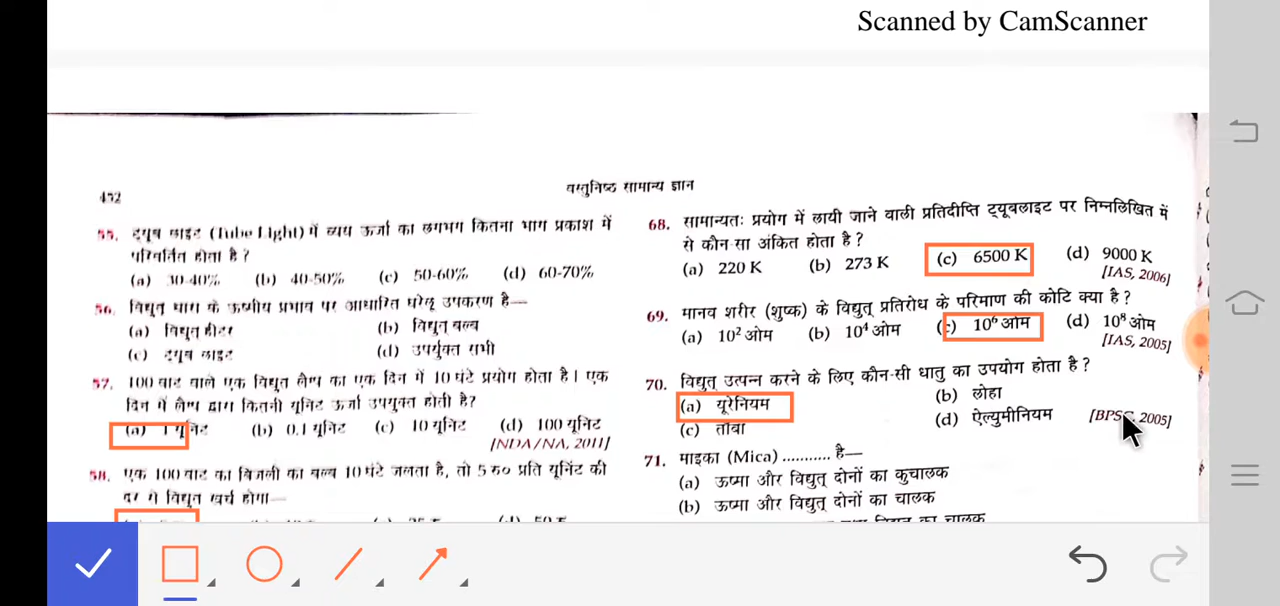 Scanned by CamScanner
452
वस्तुनिष्ठ सामान्य ज्ञान
55. ट्यूब लाइट (Tube Light) में व्यय ऊर्जा का लगभग कितना भाग प्रकाश में
परिवर्तित होता है?
(a) 30-40% (b) 40-50% (c) 50-60% (d) 60-70%
56. विद्युत धारा के ऊष्मीय प्रभाव पर आधारित घरेलू उपकरण है—
(a) विद्युत हीटर (b) विद्युत बल्ब
(c) ट्यूब लाइट (d) उपर्युक्त सभी
57. 100 वाट वाले एक विद्युत लैम्प का एक दिन में 10 घंटे प्रयोग होता है। एक
दिन में लैम्प द्वारा कितनी यूनिट ऊर्जा उपयुक्त होती है?
(a) 1 यूनिट (b) 0.1 यूनिट (c) 10 यूनिट (d) 100 यूनिट
[NDA/NA, 2011]
58. एक 100 वाट का बिजली का बल्ब 10 घंटे जलता है, तो 5 रु० प्रति यूनिट की
दर से विद्युत खर्च होगा—
68. सामान्यतः प्रयोग में लायी जाने वाली प्रतिदीप्ति ट्यूबलाइट पर निम्नलिखित में
से कौन-सा अंकित होता है?
(a) 220 K (b) 273 K (c) 6500 K (d) 9000 K
[IAS, 2006]
69. मानव शरीर (शुष्क) के विद्युत् प्रतिरोध के परिमाण की कोटि क्या है?
(a) 10² ओम (b) 10⁴ ओम (c) 10⁶ ओम (d) 10⁸ ओम
[IAS, 2005]
70. विद्युत् उत्पन्न करने के लिए कौन-सी धातु का उपयोग होता है?
(a) यूरेनियम (b) लोहा
(c) ताँबा (d) ऐल्युमीनियम [BPSC, 2005]
71. माइका (Mica) ........... है—
(a) ऊष्मा और विद्युत् दोनों का कुचालक
(b) ऊष्मा और विद्युत् दोनों का चालक